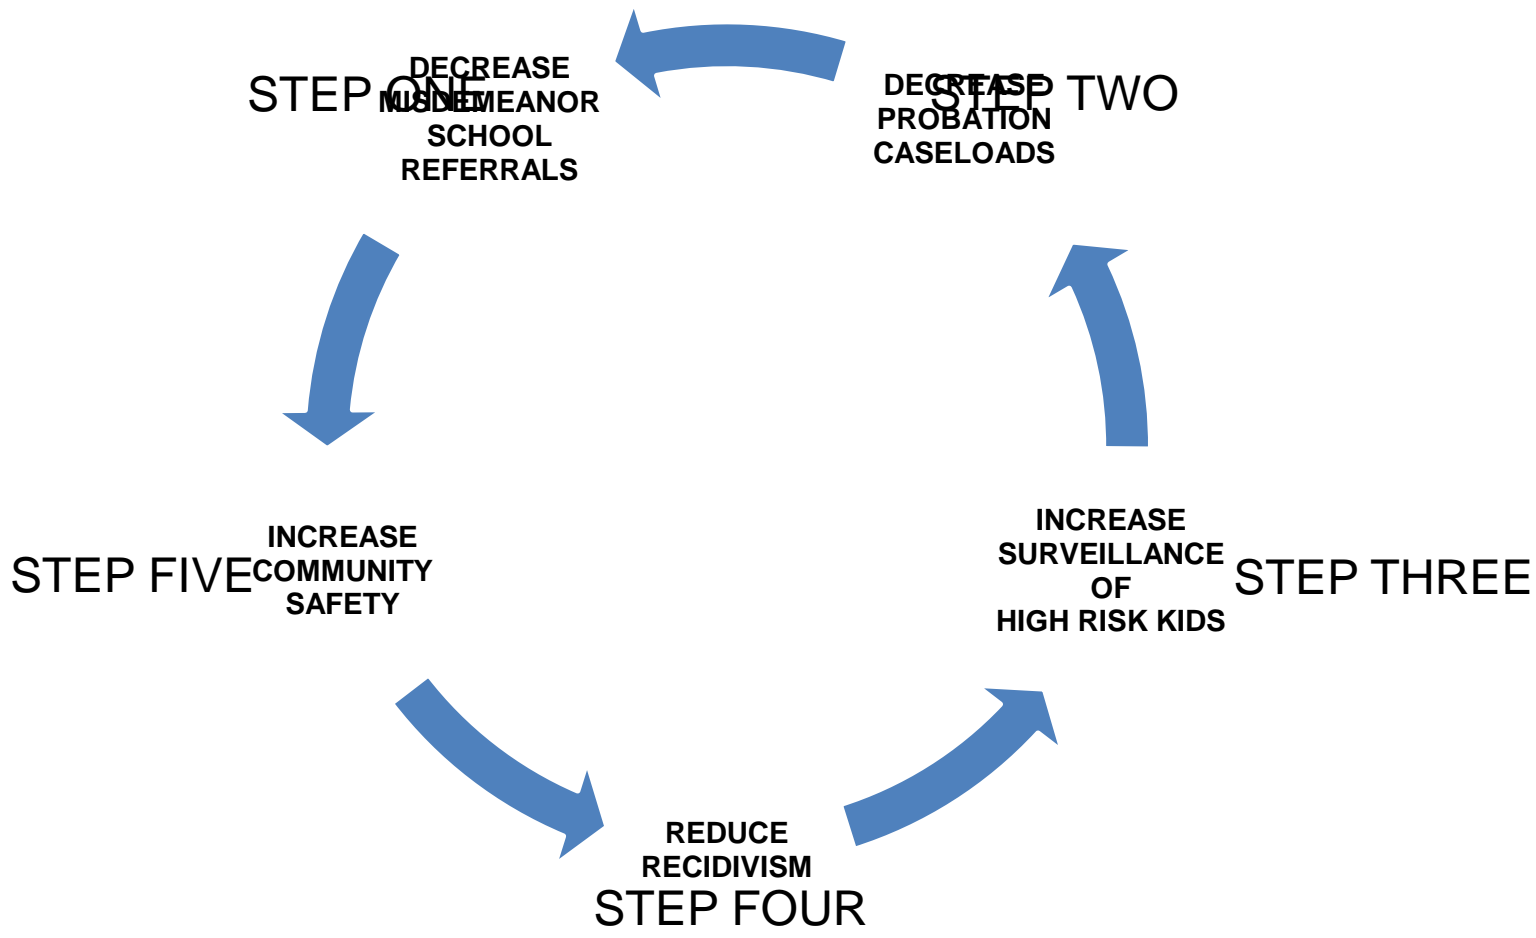 STEP ONE
DECREASE
MISDEMEANOR
SCHOOL
REFERRALS
STEP TWO
DECREASE
PROBATION
CASELOADS
STEP THREE
INCREASE
SURVEILLANCE
OF
HIGH RISK KIDS
STEP FOUR
REDUCE
RECIDIVISM
STEP FIVE
INCREASE
COMMUNITY
SAFETY